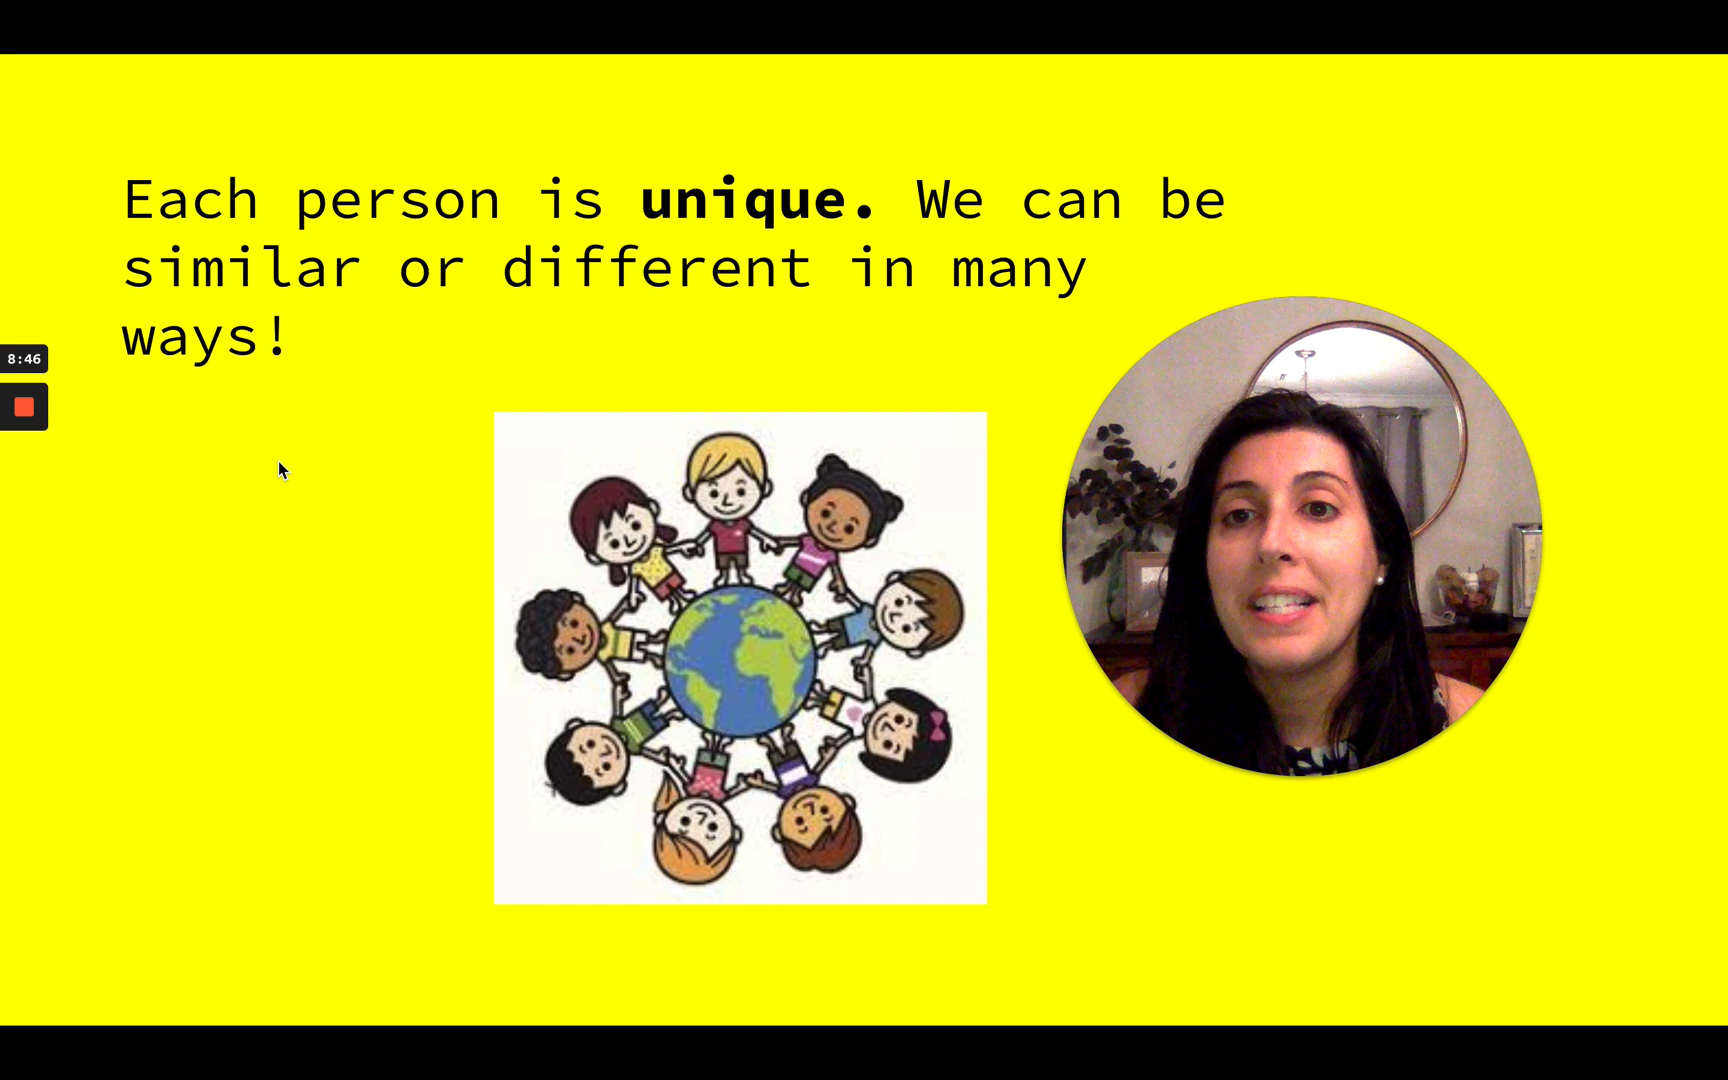 Each person is unique. We can be
similar or different in many
ways!
8:46